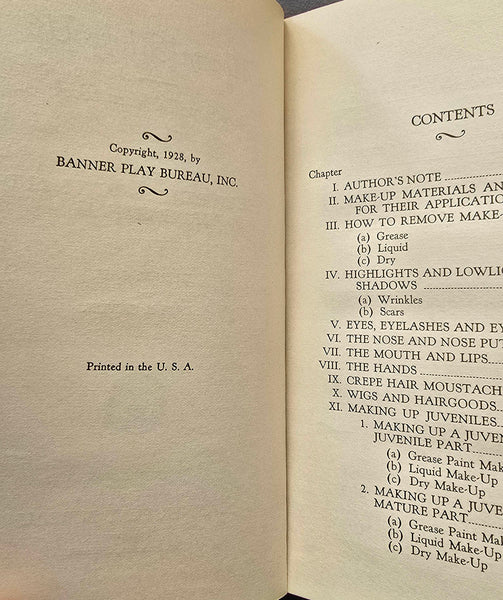 Copyright, 1928, by
BANNER PLAY BUREAU, INC.
Printed in the U. S. A.
CONTENTS
Chapter
I. AUTHOR'S NOTE
II. MAKE-UP MATERIALS AND
FOR THEIR APPLICATIO
III. HOW TO REMOVE MAKE-
(a) Grease
(b) Liquid
(c) Dry
IV. HIGHLIGHTS AND LOWLIG
SHADOWS
(a) Wrinkles
(b) Scars
V. EYES, EYELASHES AND EY
VI. THE NOSE AND NOSE PUT
VII. THE MOUTH AND LIPS
VIII. THE HANDS
IX. CREPE HAIR MOUSTACH
X. WIGS AND HAIRGOODS
XI. MAKING UP JUVENILES
1. MAKING UP A JUVEN
JUVENILE PART
(a) Grease Paint Mak
(b) Liquid Make-Up
(c) Dry Make-Up
2. MAKING UP A JUVE
MATURE PART
(a) Grease Paint Ma
(b) Liquid Make-Up
(c) Dry Make-Up